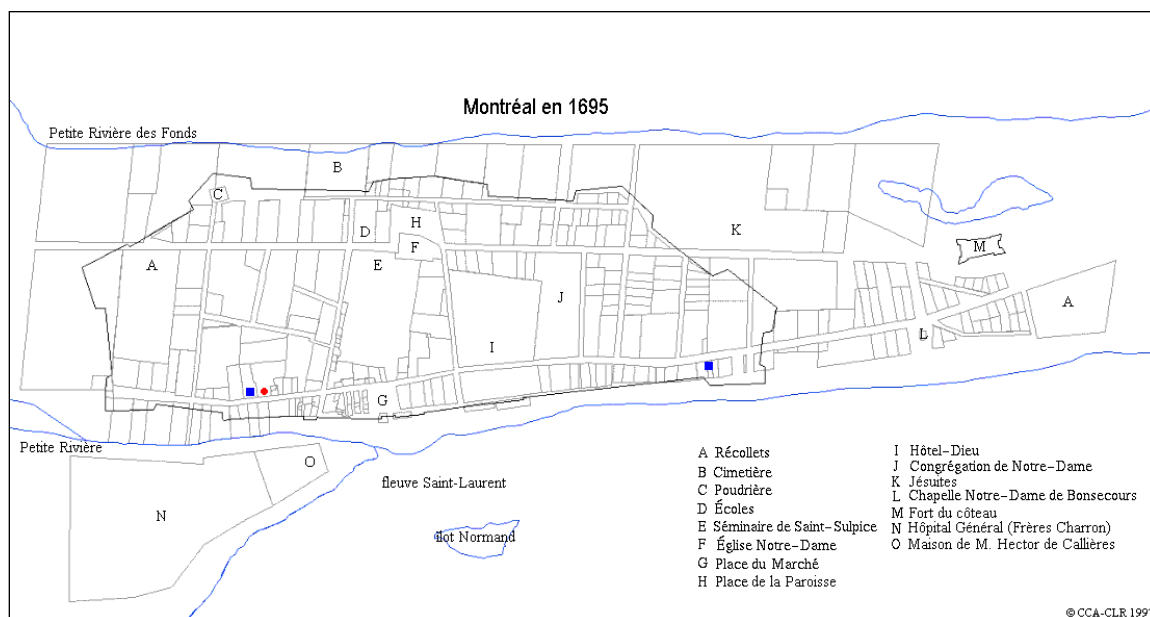 Montréal en 1695
Petite Rivière des Fonds
B
C
H
D
F
K
M
A
E
A
J
I
L
G
Petite Rivière
O
fleuve Saint-Laurent
N
îlot Normand
A Récollets
B Cimetière
C Poudrière
D Écoles
E Séminaire de Saint-Sulpice
F Église Notre-Dame
G Place du Marché
H Place de la Paroisse
I Hôtel-Dieu
J Congrégation de Notre-Dame
K Jésuites
L Chapelle Notre-Dame de Bonsecours
M Fort du côteau
N Hôpital Général (Frères Charron)
O Maison de M. Hector de Callières
© CCA-CLR